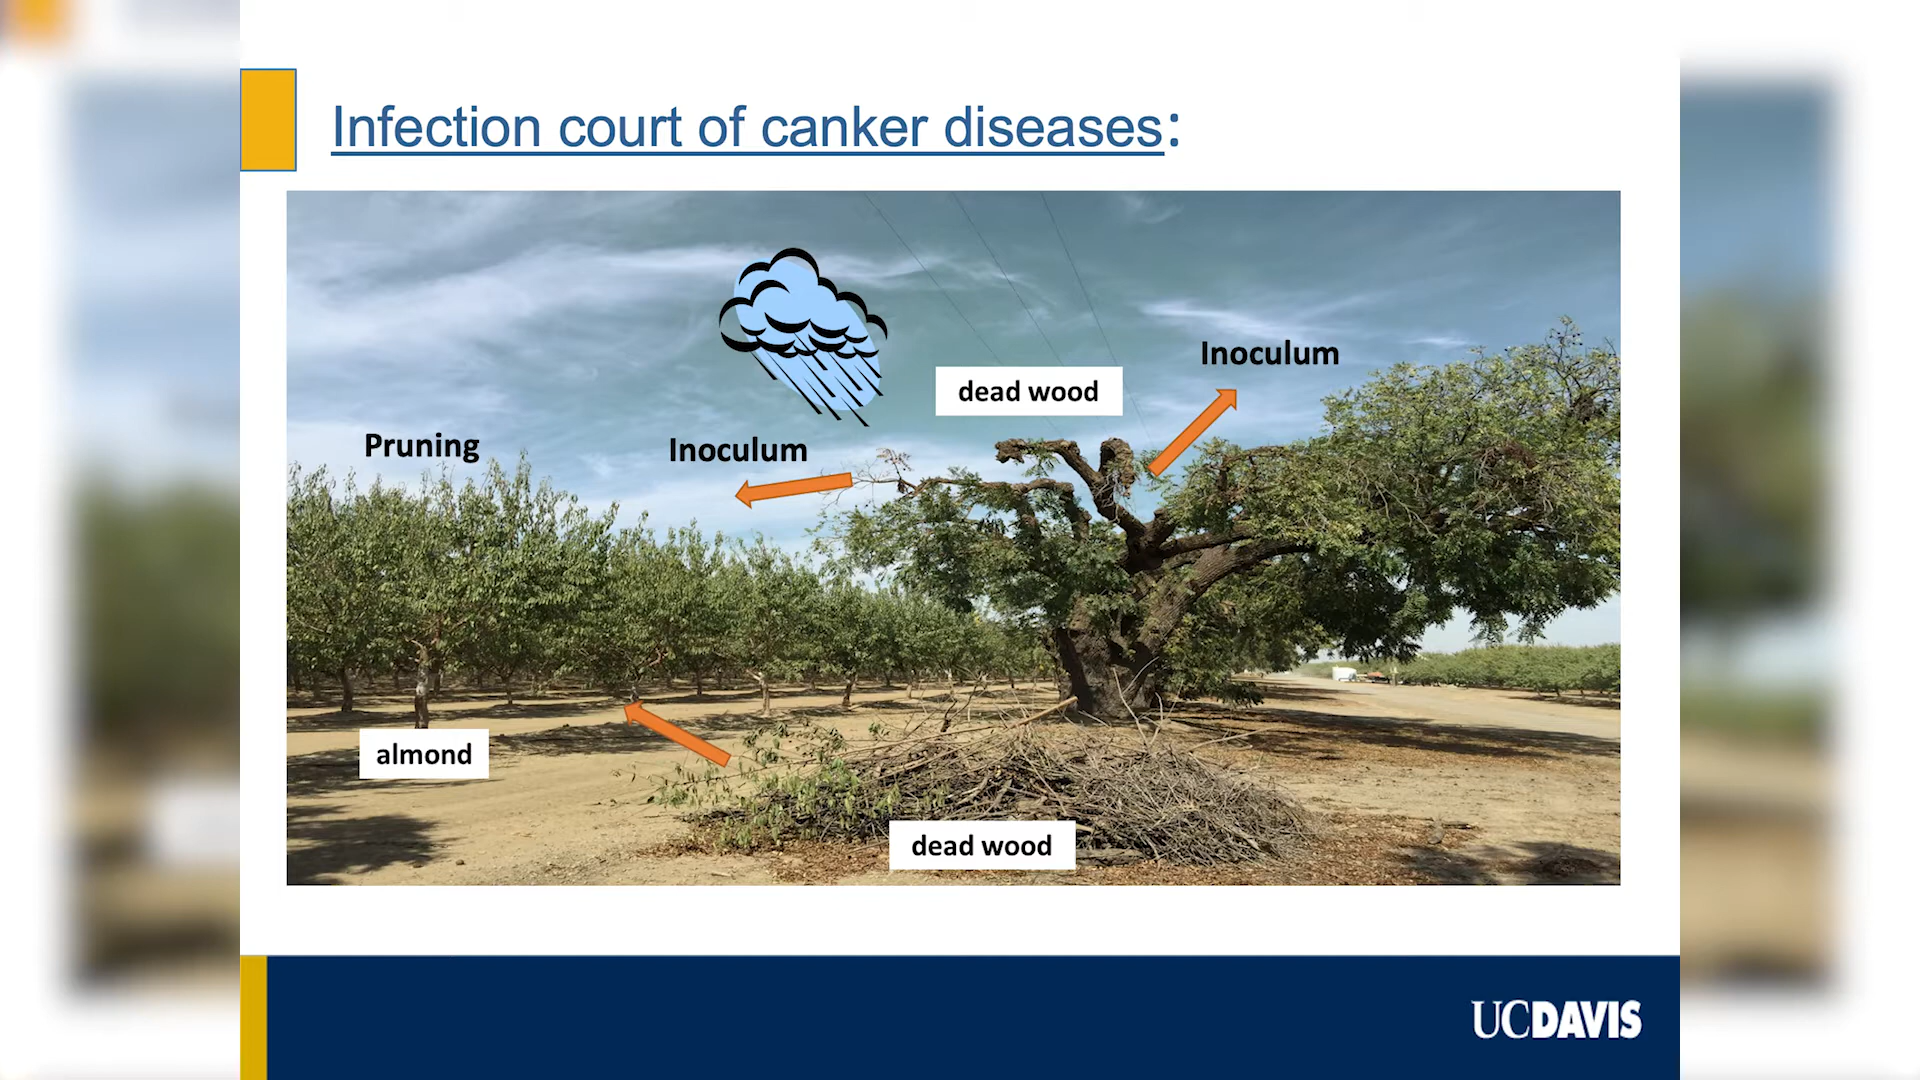 Infection court of canker diseases:
Inoculum
dead wood
Pruning
Inoculum
almond
dead wood
UCDAVIS